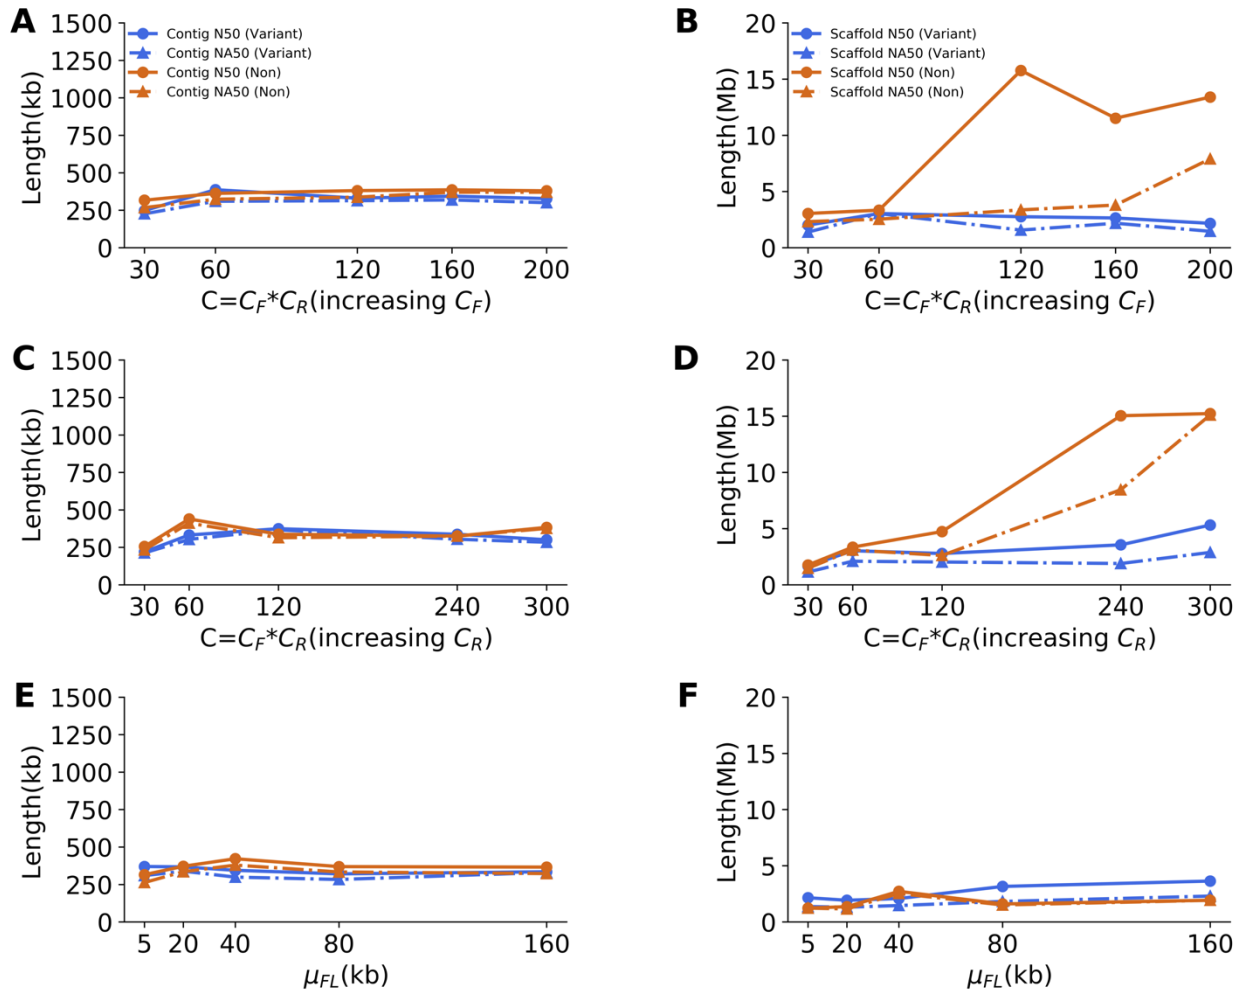 A
Length(kb)
1500
1250
1000
750
500
250
0
Contig N50 (Variant)
Contig NA50 (Variant)
Contig N50 (Non)
Contig NA50 (Non)
30 60 120 160 200
C=C_F*C_R(increasing C_F)
B
Length(Mb)
20
15
10
5
0
Scaffold N50 (Variant)
Scaffold NA50 (Variant)
Scaffold N50 (Non)
Scaffold NA50 (Non)
30 60 120 160 200
C=C_F*C_R(increasing C_F)
C
Length(kb)
1500
1250
1000
750
500
250
0
30 60 120 240 300
C=C_F*C_R(increasing C_R)
D
Length(Mb)
20
15
10
5
0
30 60 120 240 300
C=C_F*C_R(increasing C_R)
E
Length(kb)
1500
1250
1000
750
500
250
0
5 20 40 80 160
μ_FL(kb)
F
Length(Mb)
20
15
10
5
0
5 20 40 80 160
μ_FL(kb)